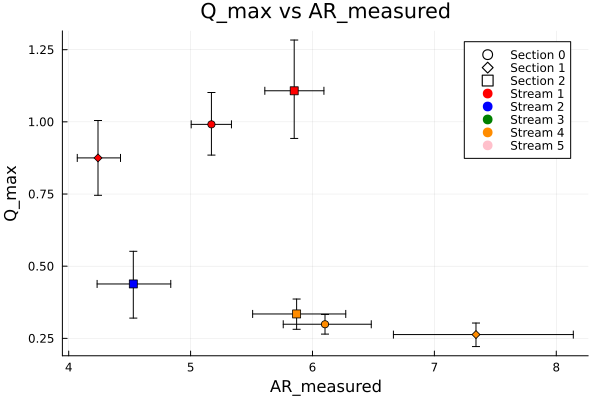 Q_max vs AR_measured
Q_max
1.25
1.00
0.75
0.50
0.25
Section 0
Section 1
Section 2
Stream 1
Stream 2
Stream 3
Stream 4
Stream 5
4 5 6 7 8
AR_measured